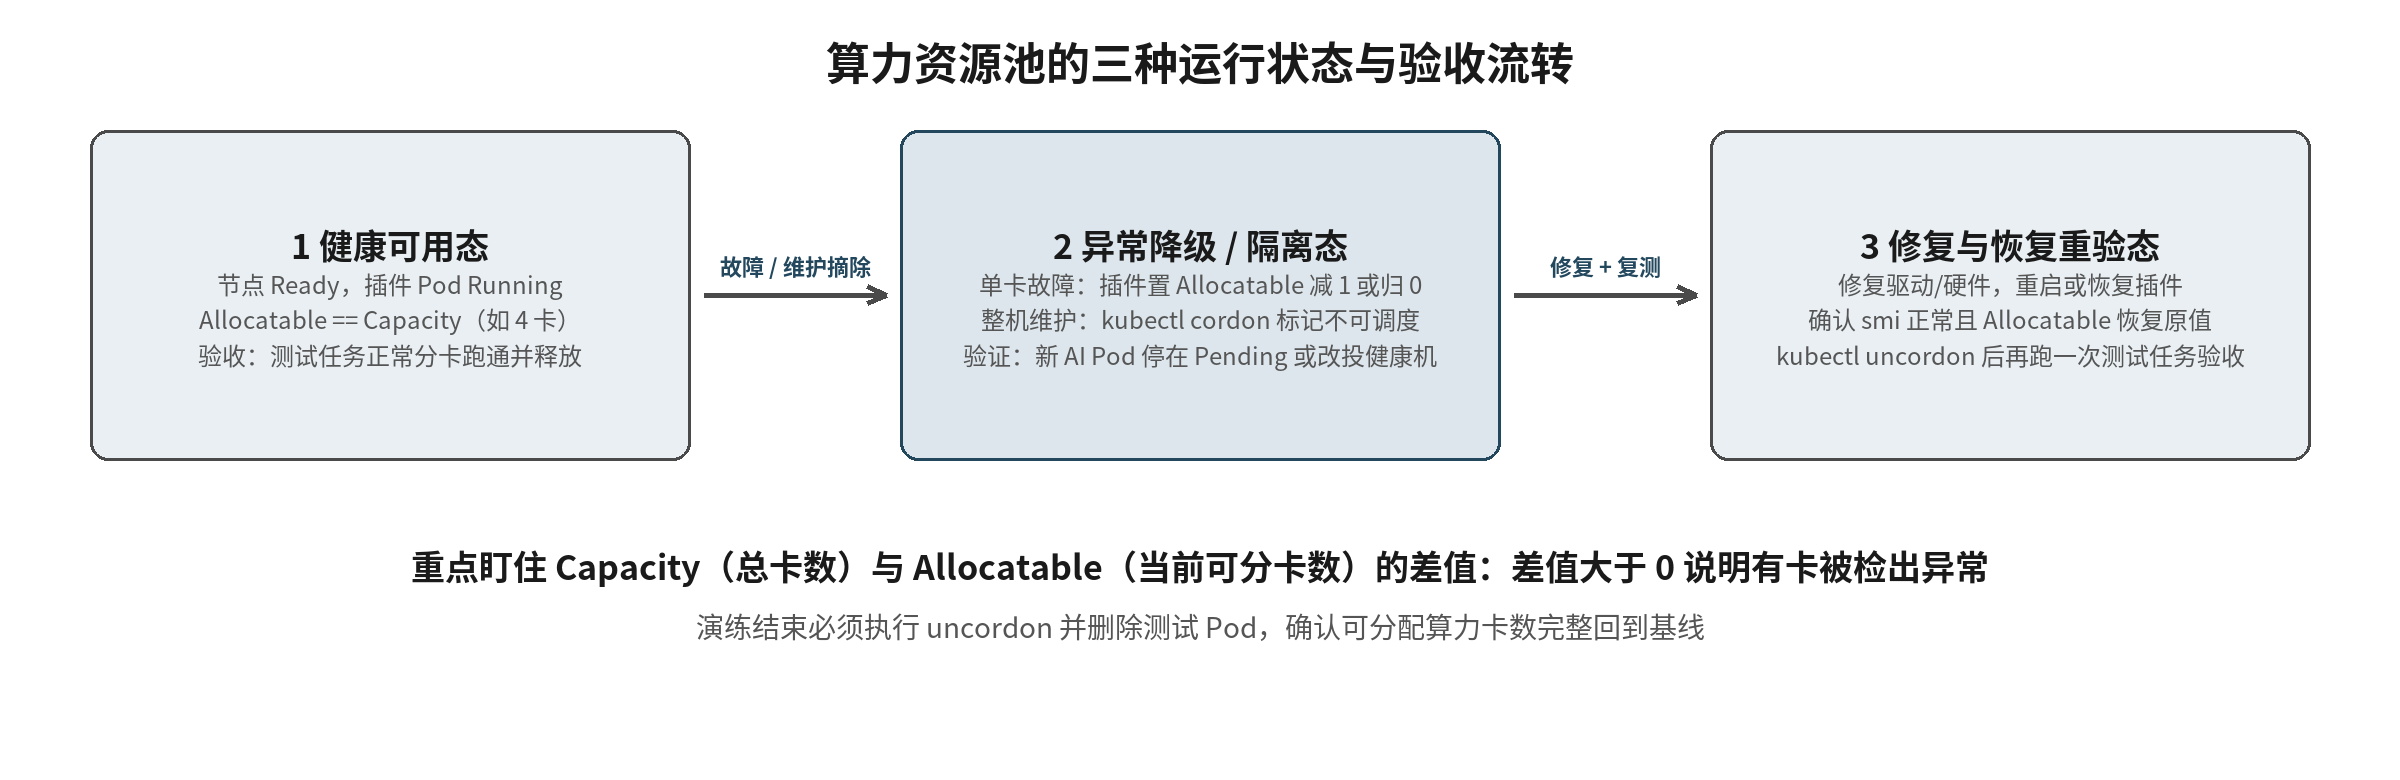 算力资源池的三种运行状态与验收流转
1 健康可用态
节点 Ready，插件 Pod Running
Allocatable == Capacity（如 4 卡）
验收：测试任务正常分卡跑通并释放
故障 / 维护摘除
2 异常降级 / 隔离态
单卡故障：插件置 Allocatable 减 1 或归 0
整机维护：kubectl cordon 标记不可调度
验证：新 AI Pod 停在 Pending 或改投健康机
修复 + 复测
3 修复与恢复重验态
修复驱动/硬件，重启或恢复插件
确认 smi 正常且 Allocatable 恢复原值
kubectl uncordon 后再跑一次测试任务验收
重点盯住 Capacity（总卡数）与 Allocatable（当前可分卡数）的差值：差值大于 0 说明有卡被检出异常
演练结束必须执行 uncordon 并删除测试 Pod，确认可分配算力卡数完整回到基线